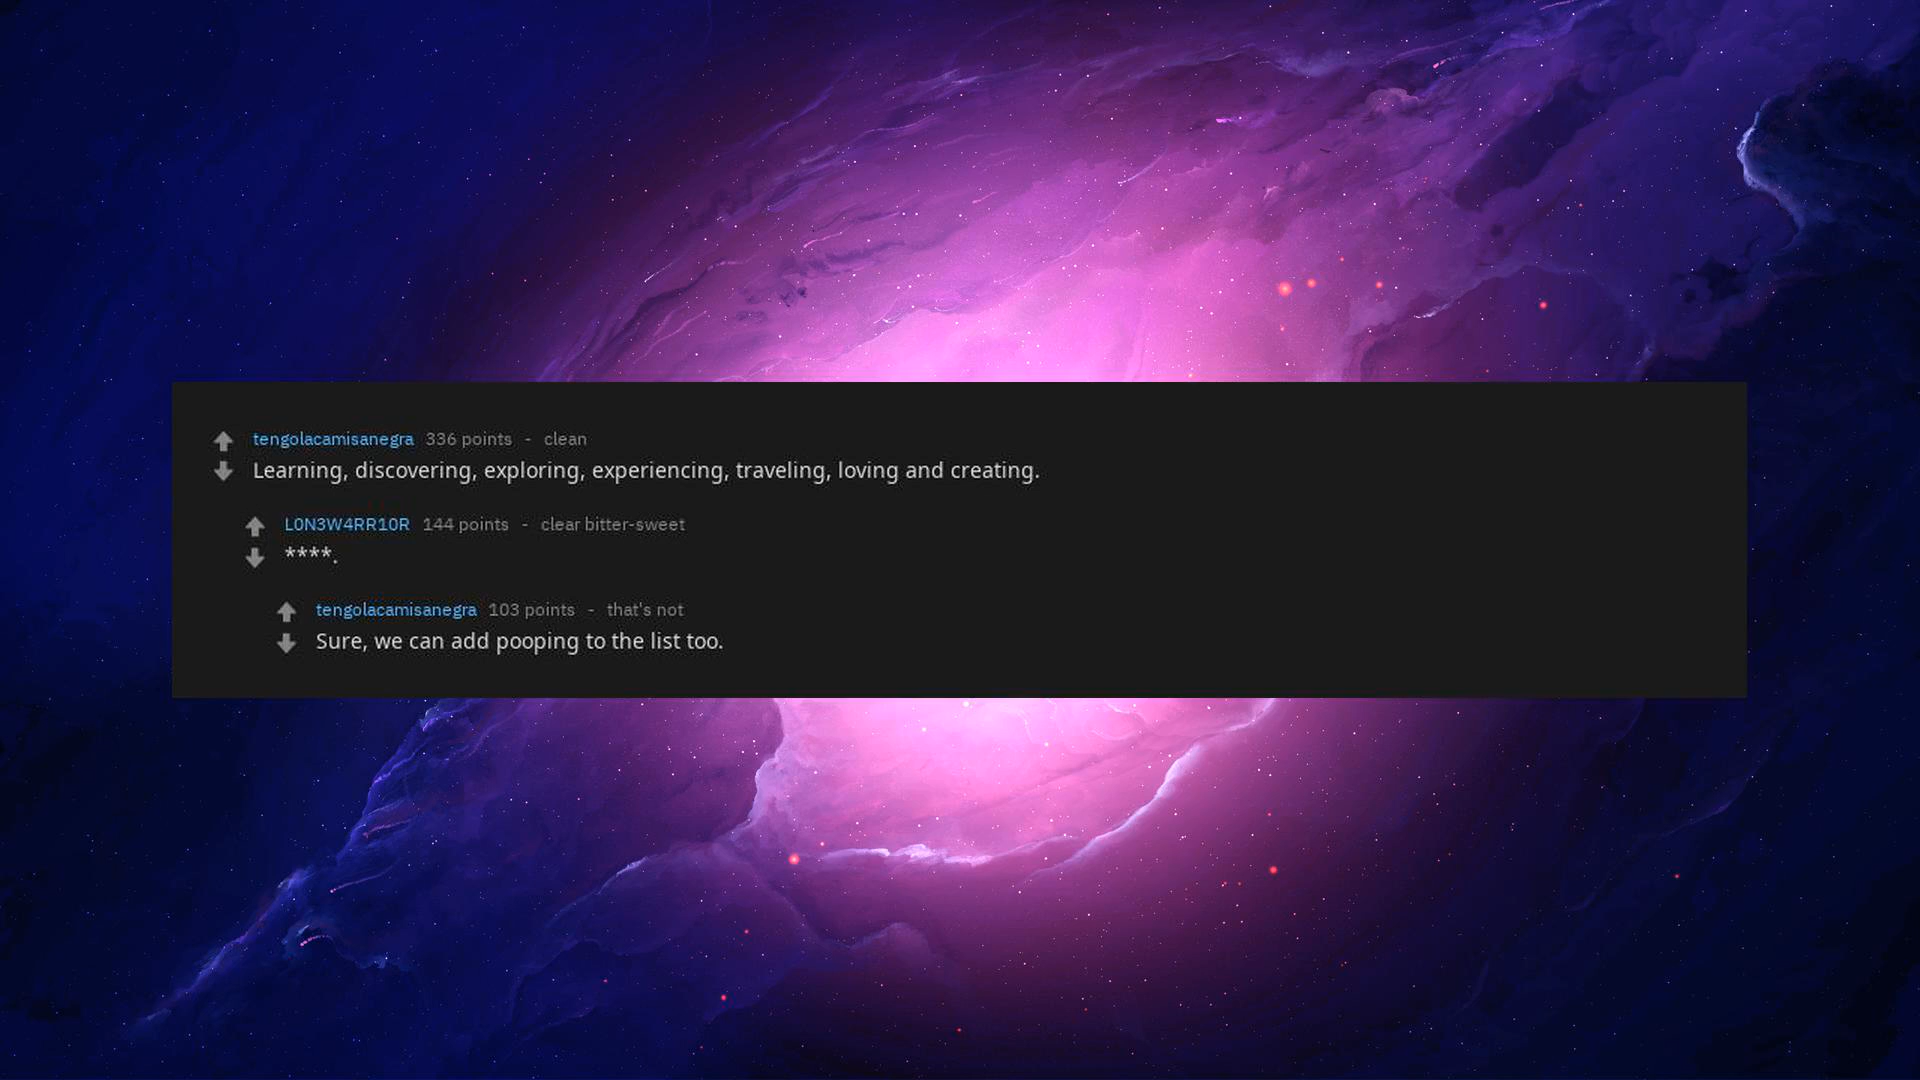 tengolacamisanegra 336 points - clean
Learning, discovering, exploring, experiencing, traveling, loving and creating.
L0N3W4RR10R 144 points - clear bitter-sweet
****.
tengolacamisanegra 103 points - that's not
Sure, we can add pooping to the list too.